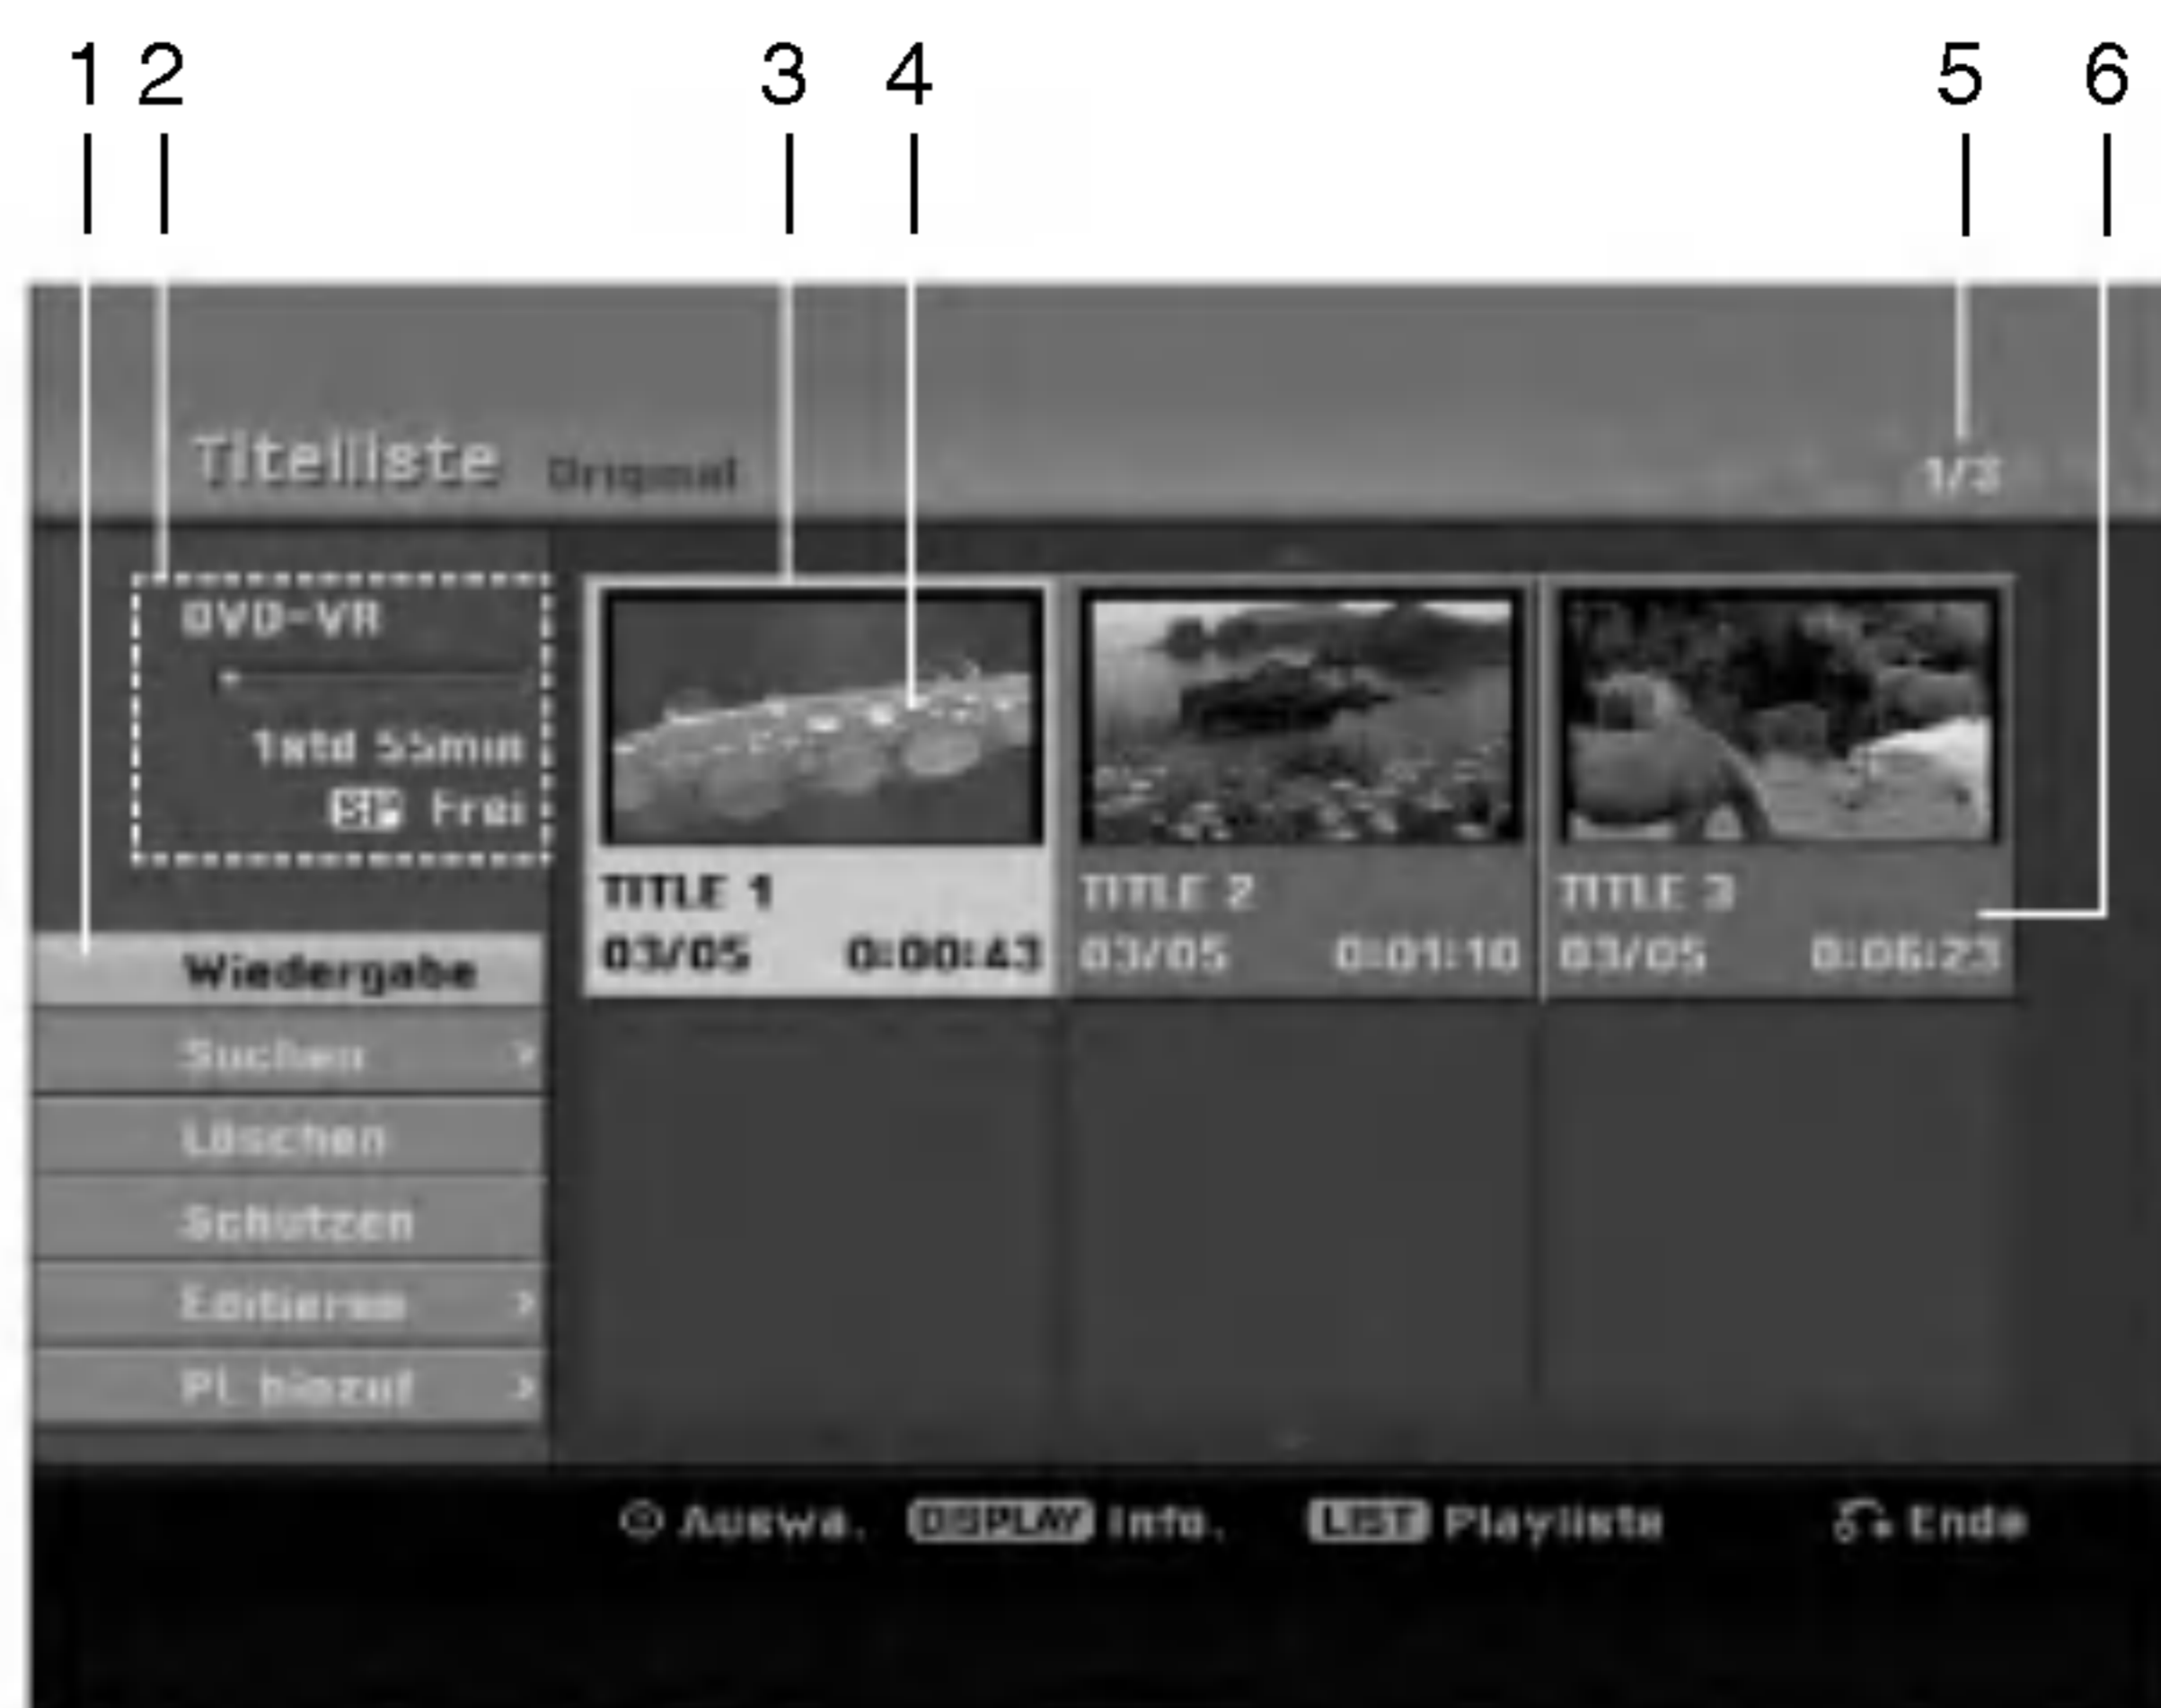 1 2 3 4 5 6
Titelliste Original 1/3
DVD-VR
1std 55min
SP Frei
TITLE 1
03/05 0:00:43
TITLE 2
03/05 0:01:10
TITLE 3
03/05 0:06:23
Wiedergabe
Suchen >
Löschen
Schützen
Editieren >
PL hinzuf >
Auswa. DISPLAY Info. LIST Playliste Ende